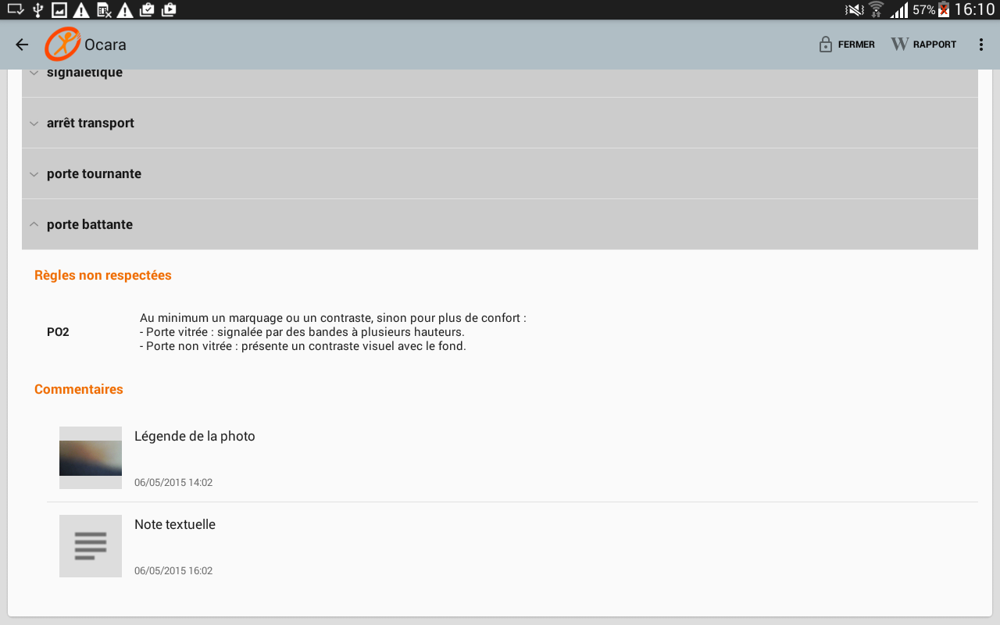 57% 16:10
Ocara
FERMER
W RAPPORT
signalétique
arrêt transport
porte tournante
porte battante
Règles non respectées
PO2
Au minimum un marquage ou un contraste, sinon pour plus de confort :
- Porte vitrée : signalée par des bandes à plusieurs hauteurs.
- Porte non vitrée : présente un contraste visuel avec le fond.
Commentaires
Légende de la photo
06/05/2015 14:02
Note textuelle
06/05/2015 16:02